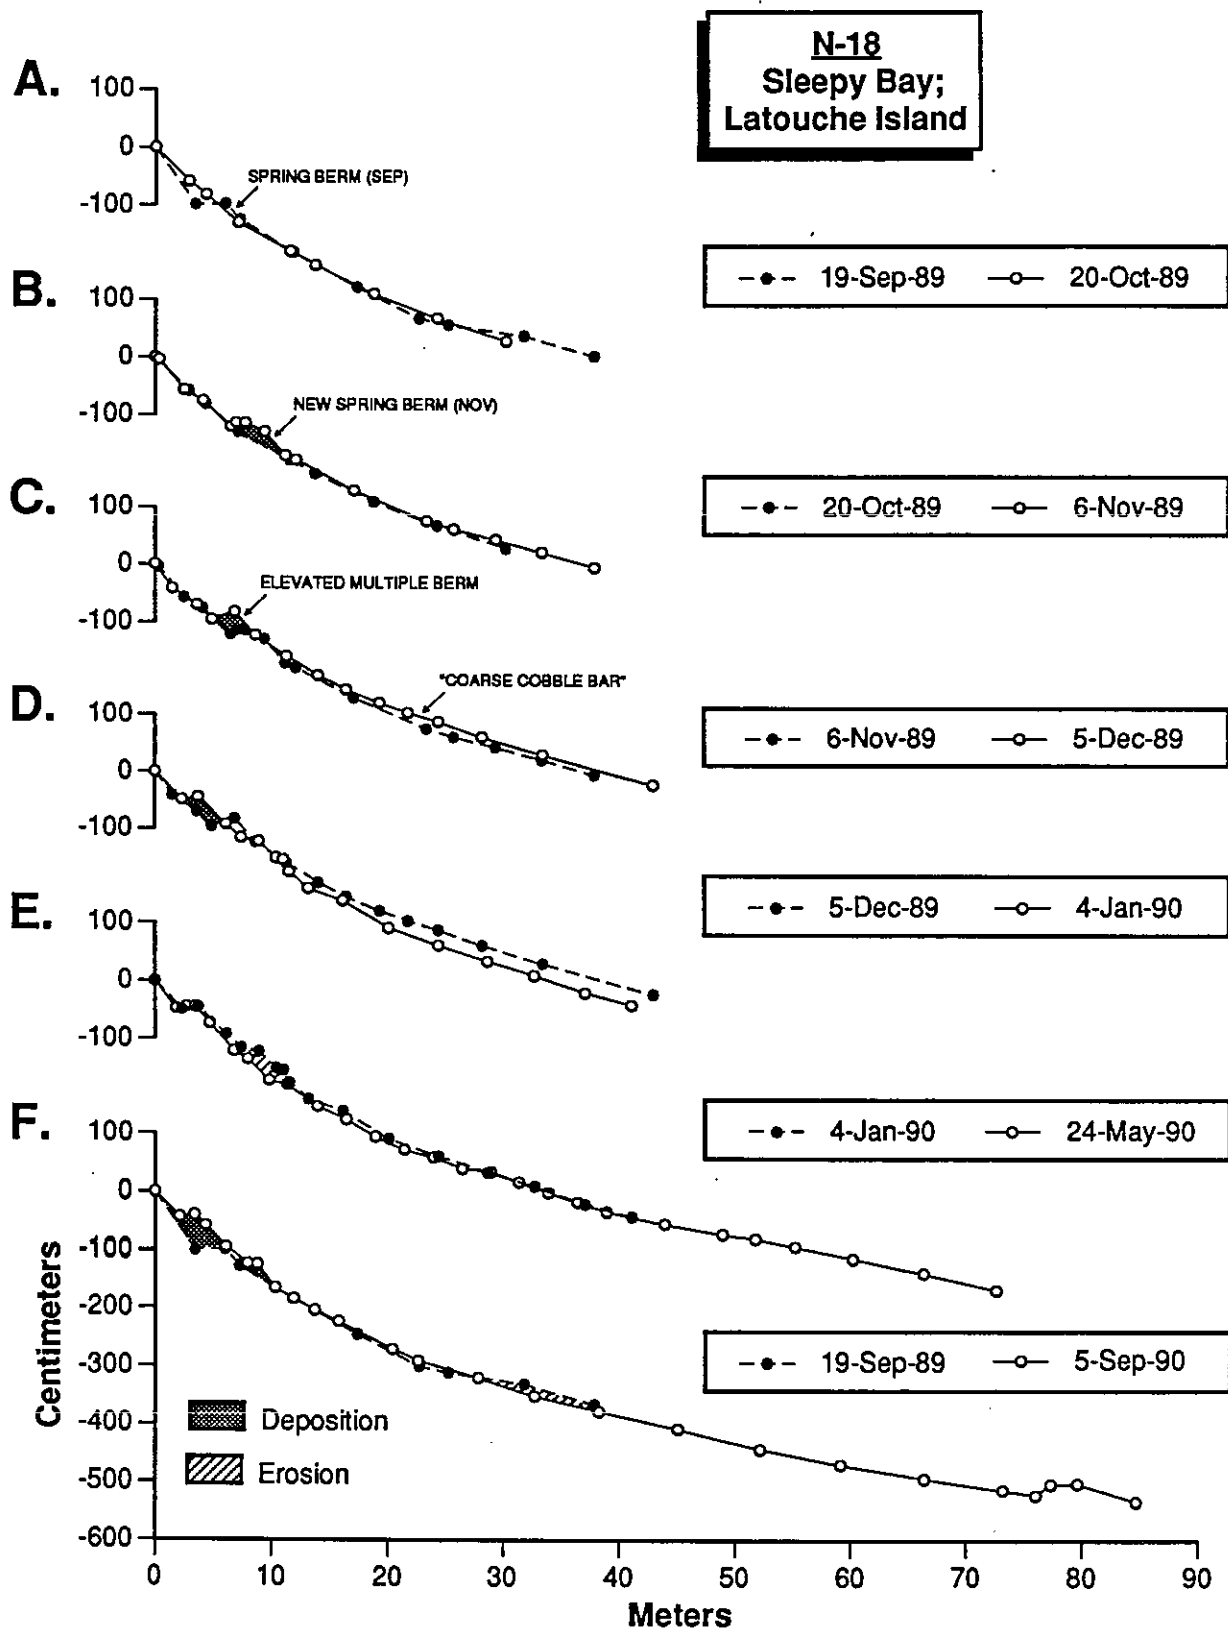 N-18
Sleepy Bay;
Latouche Island
A.
100
0
-100
SPRING BERM (SEP)
19-Sep-89 20-Oct-89
B.
100
0
-100
NEW SPRING BERM (NOV)
20-Oct-89 6-Nov-89
C.
100
0
-100
ELEVATED MULTIPLE BERM
"COARSE COBBLE BAR"
6-Nov-89 5-Dec-89
D.
100
0
-100
5-Dec-89 4-Jan-90
E.
100
0
-100
4-Jan-90 24-May-90
F.
100
0
-100
-200
-300
-400
-500
-600
Centimeters
19-Sep-89 5-Sep-90
Deposition
Erosion
0 10 20 30 40 50 60 70 80 90
Meters